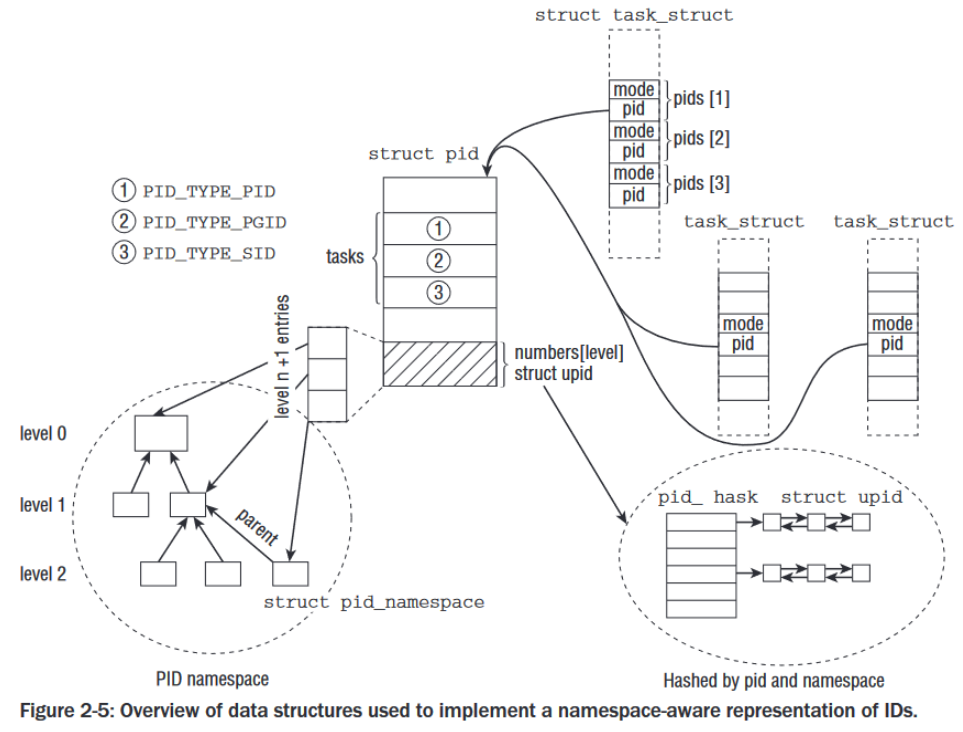 struct task_struct
mode
pid
pids [1]
mode
pid
pids [2]
mode
pid
pids [3]
struct pid
1 PID_TYPE_PID
2 PID_TYPE_PGID
3 PID_TYPE_SID
tasks
1
2
3
task_struct
task_struct
mode
pid
mode
pid
level n +1 entries
numbers[level]
struct upid
level 0
level 1
level 2
parent
struct pid_namespace
PID namespace
pid_ hask
struct upid
Hashed by pid and namespace
Figure 2-5: Overview of data structures used to implement a namespace-aware representation of IDs.